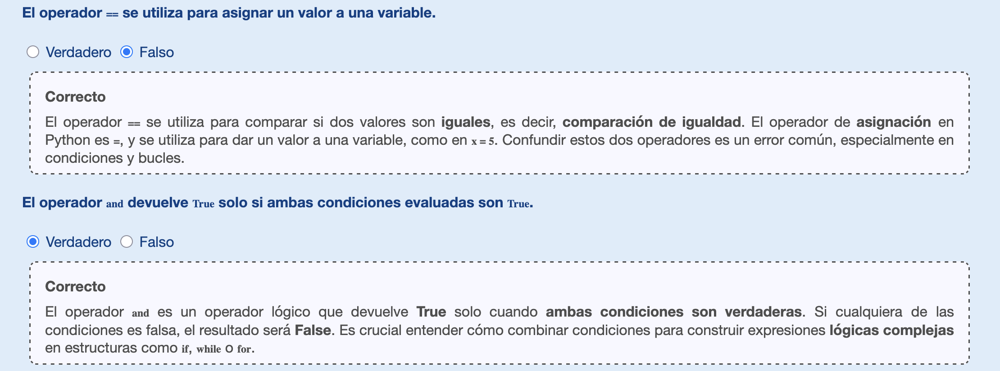 El operador == se utiliza para asignar un valor a una variable.
Verdadero Falso
Correcto
El operador == se utiliza para comparar si dos valores son iguales, es decir, comparación de igualdad. El operador de asignación en
Python es =, y se utiliza para dar un valor a una variable, como en x = 5. Confundir estos dos operadores es un error común, especialmente en
condiciones y bucles.
El operador and devuelve True solo si ambas condiciones evaluadas son True.
Verdadero Falso
Correcto
El operador and es un operador lógico que devuelve True solo cuando ambas condiciones son verdaderas. Si cualquiera de las
condiciones es falsa, el resultado será False. Es crucial entender cómo combinar condiciones para construir expresiones lógicas complejas
en estructuras como if, while o for.